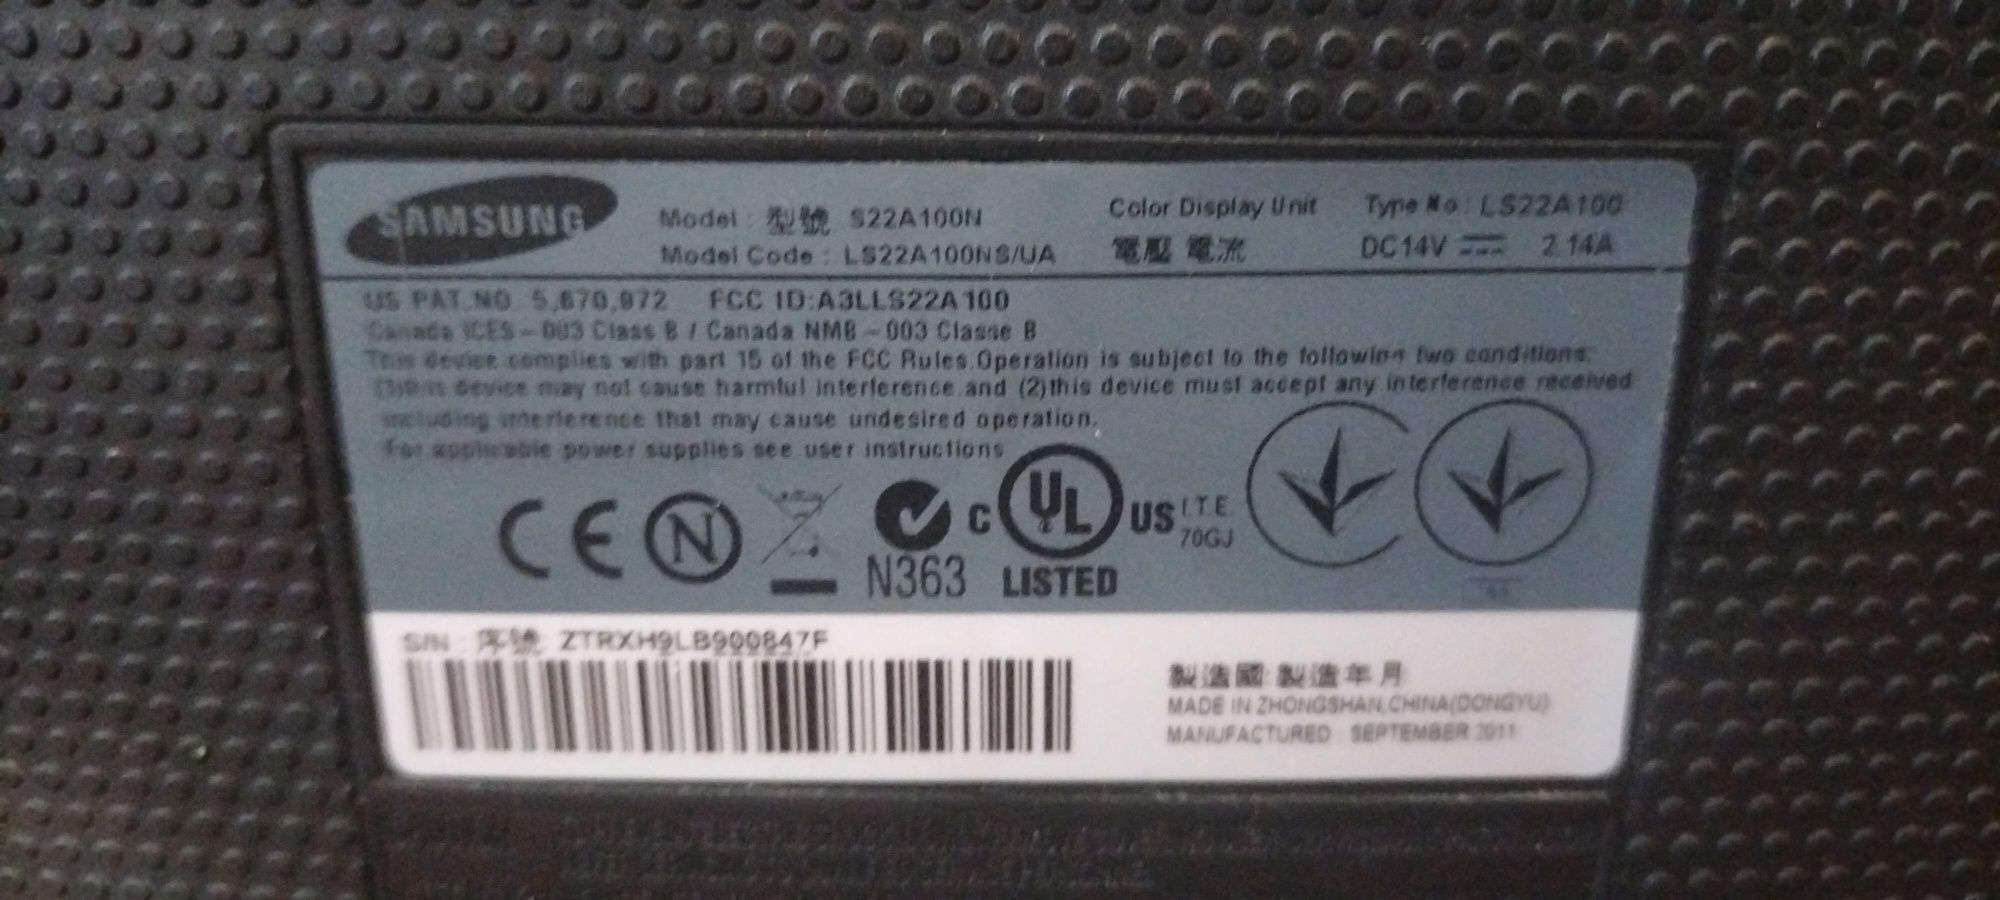 SAMSUNG
Model : 型號 S22A100N
Model Code : LS22A100NS/UA
Color Display Unit
電壓 電流
Type No : LS22A100
DC14V 2.14A
US PAT.NO 5,670,972 FCC ID:A3LLS22A100
Canada ICES-003 Class B / Canada NMB-003 Classe B
This device complies with part 15 of the FCC Rules.Operation is subject to the following two conditions:
(1)this device may not cause harmful interference.and (2)this device must accept any interference received
including interference that may cause undesired operation.
For applicable power supplies see user instructions
CE N N363 C UL US LISTED I.T.E. 70GJ
S/N : 序號 ZTRXH9LB900847F
製造國 製造年月
MADE IN ZHONGSHAN,CHINA(DONGYU)
MANUFACTURED : SEPTEMBER 2011